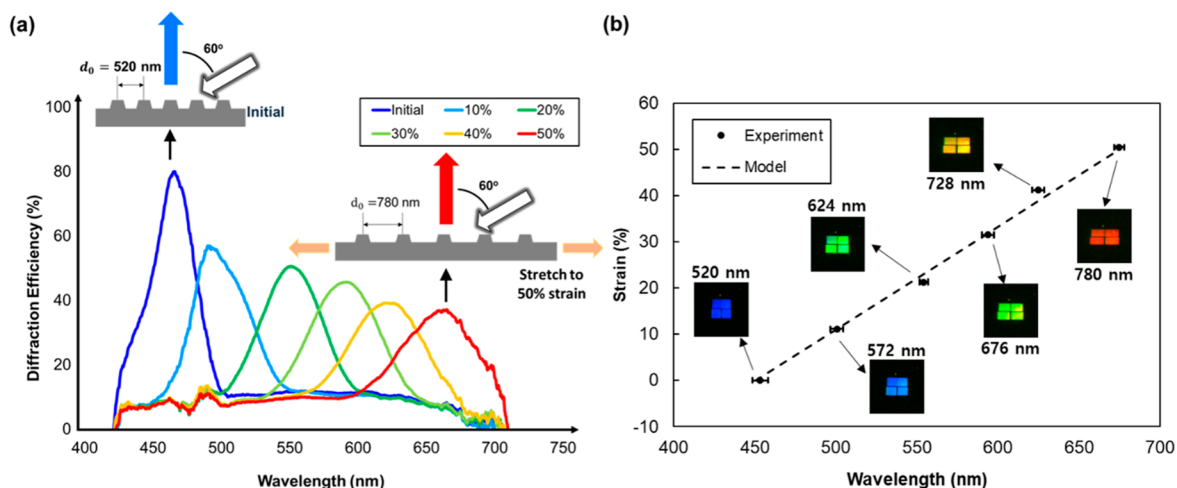 (a)
60°
d₀ = 520 nm
Initial
100
80
60
40
20
0
Diffraction Efficiency (%)
Initial
10%
20%
30%
40%
50%
60°
d₀ =780 nm
Stretch to
50% strain
400
450
500
550
600
650
700
750
Wavelength (nm)
(b)
60
50
40
30
20
10
0
-10
Strain (%)
Experiment
Model
728 nm
624 nm
520 nm
780 nm
676 nm
572 nm
400
450
500
550
600
650
700
Wavelength (nm)